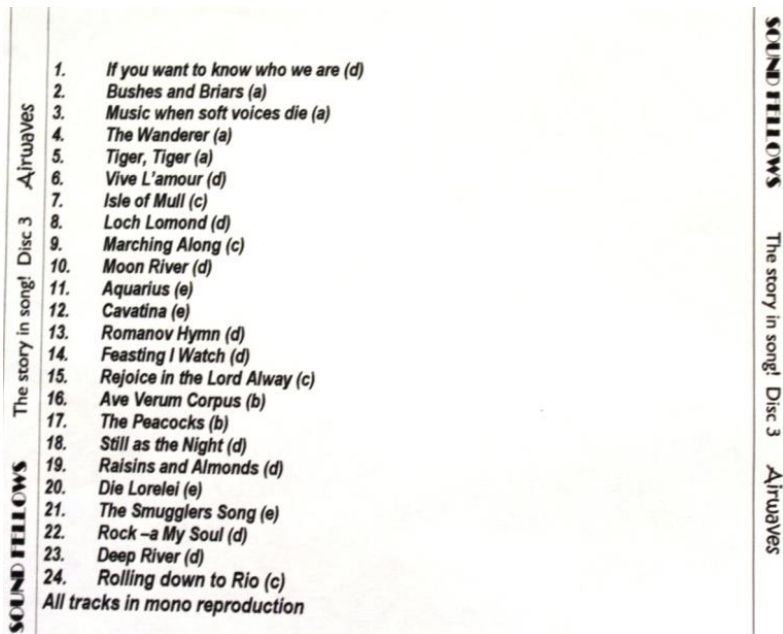 SOUND FELLOWS The story in song! Disc 3 Airwaves
1. If you want to know who we are (d)
2. Bushes and Briars (a)
3. Music when soft voices die (a)
4. The Wanderer (a)
5. Tiger, Tiger (a)
6. Vive L'amour (d)
7. Isle of Mull (c)
8. Loch Lomond (d)
9. Marching Along (c)
10. Moon River (d)
11. Aquarius (e)
12. Cavatina (e)
13. Romanov Hymn (d)
14. Feasting I Watch (d)
15. Rejoice in the Lord Alway (c)
16. Ave Verum Corpus (b)
17. The Peacocks (b)
18. Still as the Night (d)
19. Raisins and Almonds (d)
20. Die Lorelei (e)
21. The Smugglers Song (e)
22. Rock –a My Soul (d)
23. Deep River (d)
24. Rolling down to Rio (c)
All tracks in mono reproduction
SOUND FELLOWS The story in song! Disc 3 Airwaves